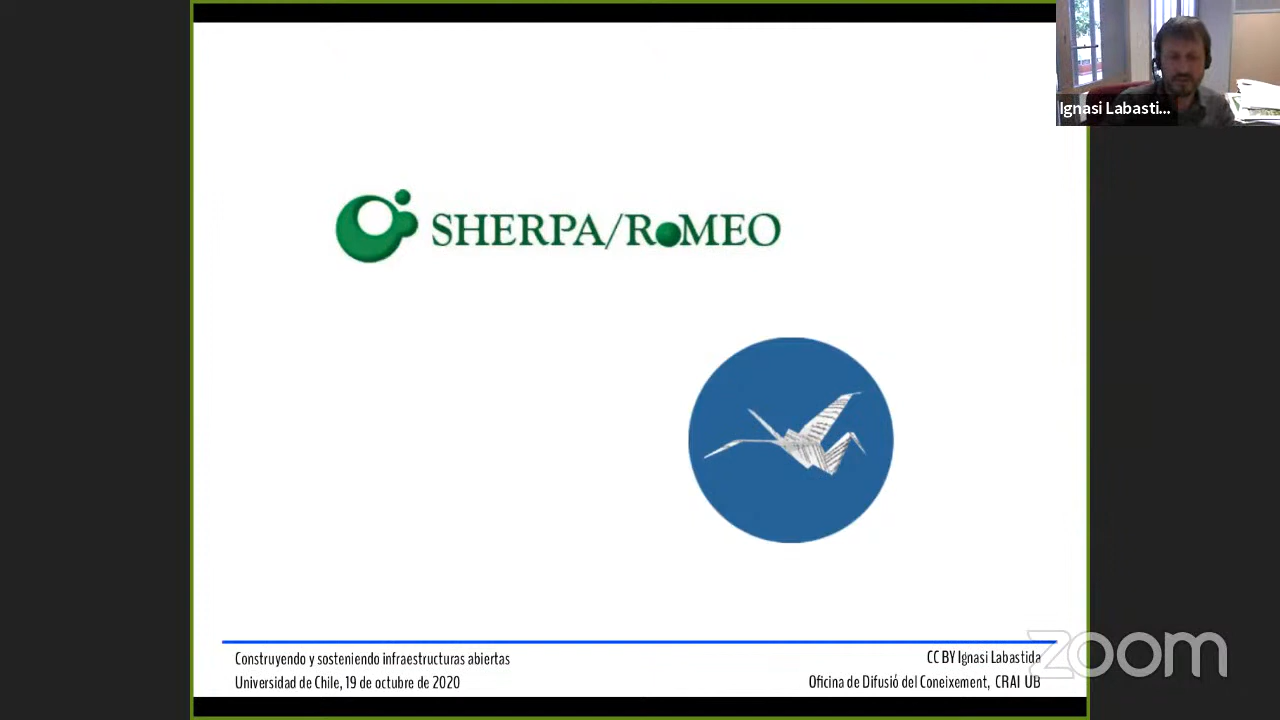 Ignasi Labasti...
SHERPA/RoMEO
Construyendo y sosteniendo infraestructuras abiertas
Universidad de Chile, 19 de octubre de 2020
CC BY Ignasi Labastida
Oficina de Difusió del Coneixement, CRAI UB
zoom